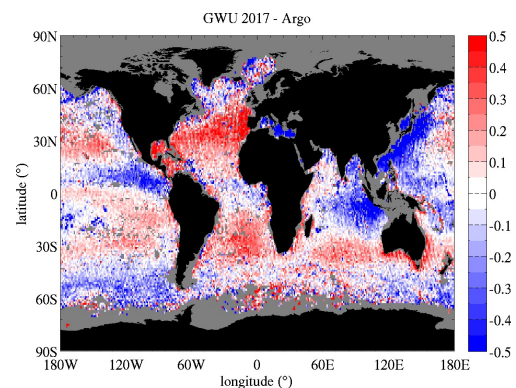 GWU 2017 - Argo
90N
60N
30N
0
30S
60S
90S
latitude (°)
180W
120W
60W
0
60E
120E
180E
longitude (°)
0.5
0.4
0.3
0.2
0.1
0
-0.1
-0.2
-0.3
-0.4
-0.5